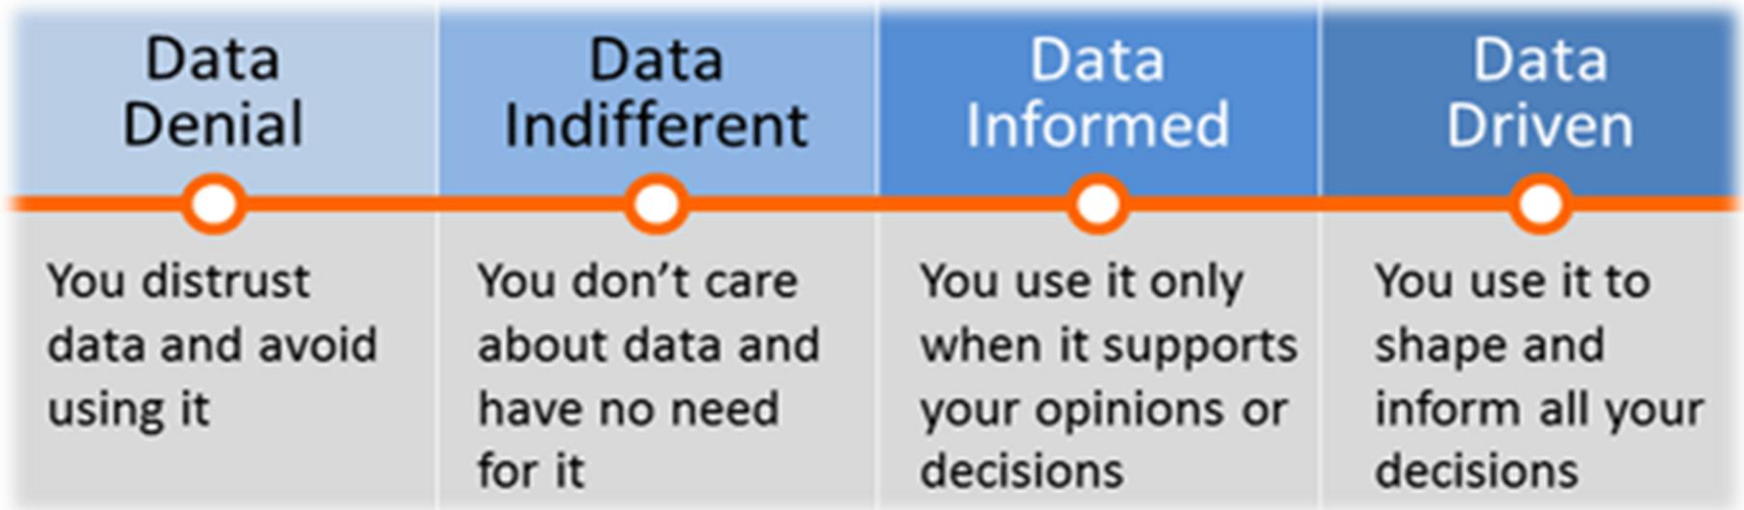 Data
Denial
You distrust
data and avoid
using it
Data
Indifferent
You don’t care
about data and
have no need
for it
Data
Informed
You use it only
when it supports
your opinions or
decisions
Data
Driven
You use it to
shape and
inform all your
decisions